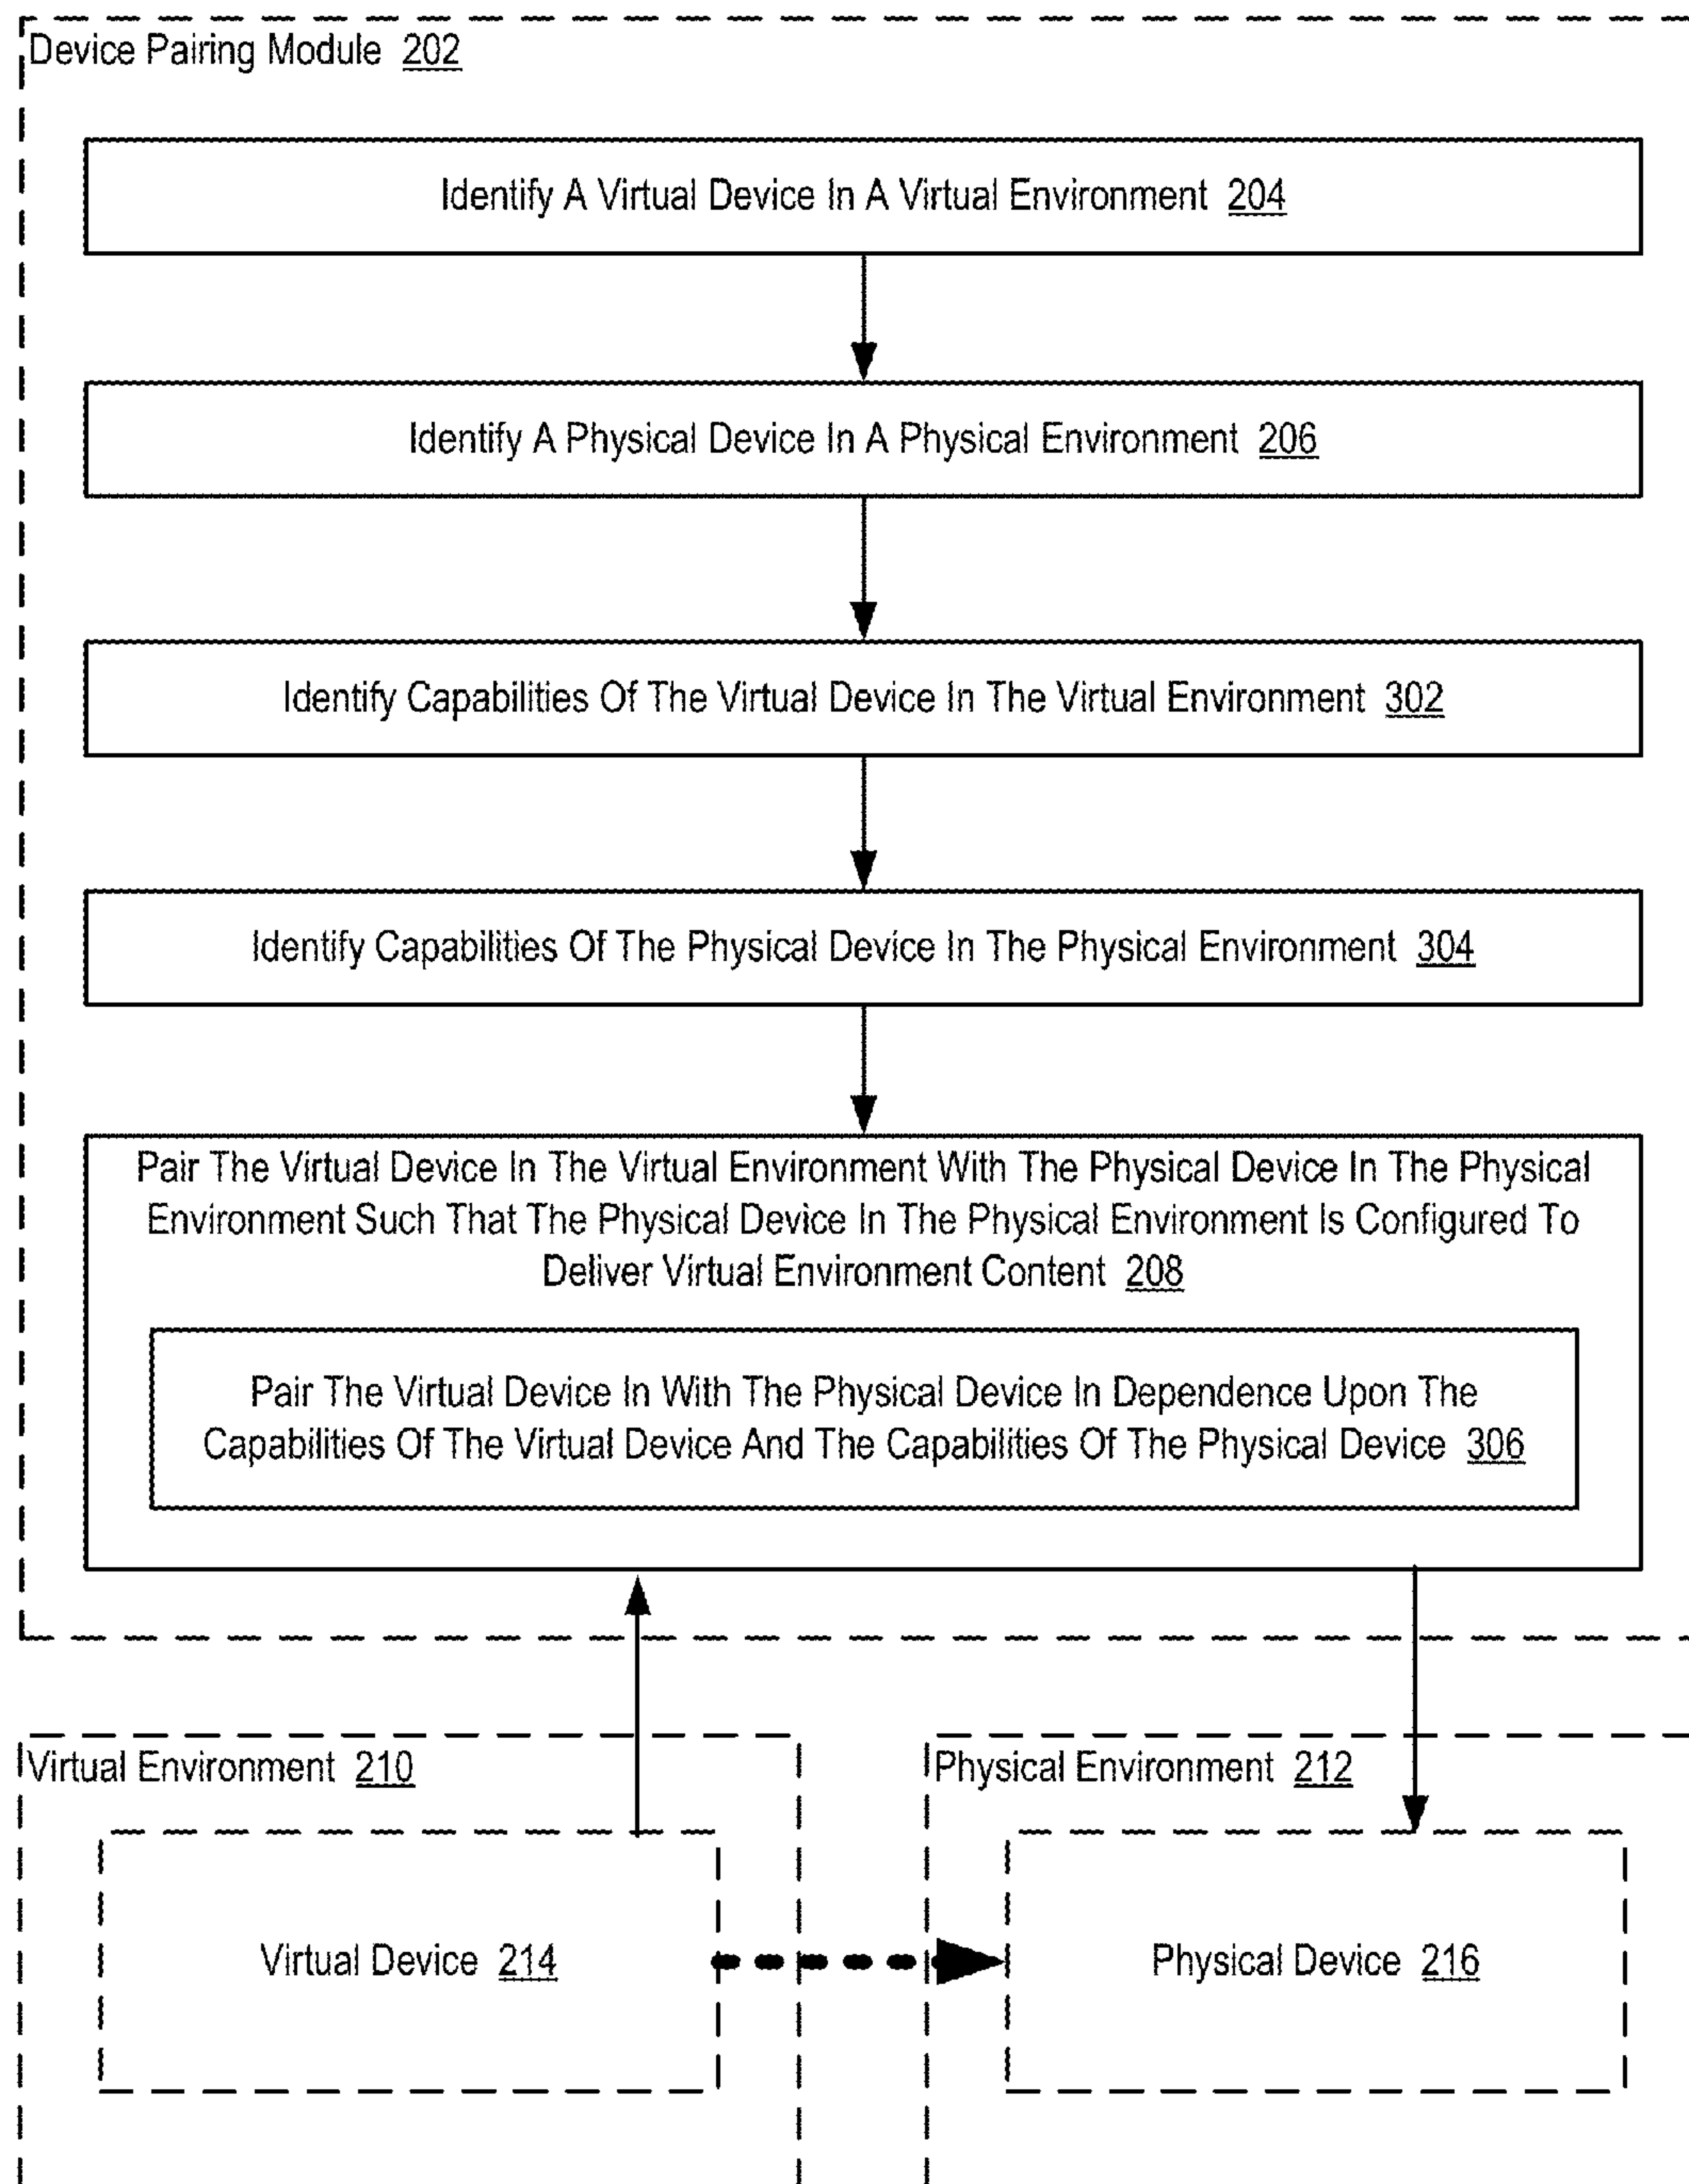 Device Pairing Module 202
Identify A Virtual Device In A Virtual Environment 204
Identify A Physical Device In A Physical Environment 206
Identify Capabilities Of The Virtual Device In The Virtual Environment 302
Identify Capabilities Of The Physical Device In The Physical Environment 304
Pair The Virtual Device In The Virtual Environment With The Physical Device In The Physical
Environment Such That The Physical Device In The Physical Environment Is Configured To
Deliver Virtual Environment Content 208
Pair The Virtual Device In With The Physical Device In Dependence Upon The
Capabilities Of The Virtual Device And The Capabilities Of The Physical Device 306
Virtual Environment 210
Physical Environment 212
Virtual Device 214
Physical Device 216